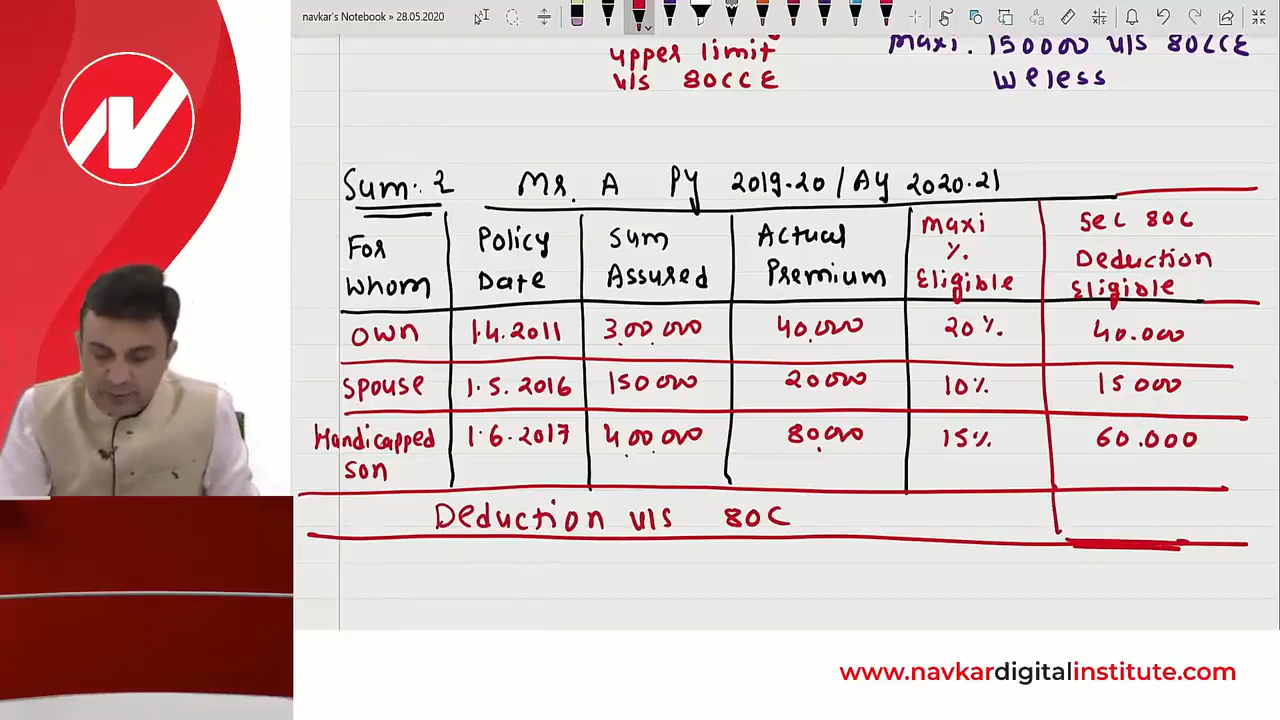 navkar's Notebook » 28.05.2020
upper limit
u/s 80CCE
Maxi. 150000 u/s 80CCE
we less
Sum: 2 Mr. A PY 2019-20 / AY 2020-21
For Whom Policy Date Sum Assured Actual Premium Maxi %. Eligible Sec 80C Deduction Eligible
own 1.4.2011 3,00,000 40,000 20%. 40.000
Spouse 1.5.2016 150000 20000 10% 15000
Handicapped son 1.6.2017 4,00,000 80,000 15% 60.000
Deduction u/s 80C
www.navkardigitalinstitute.com